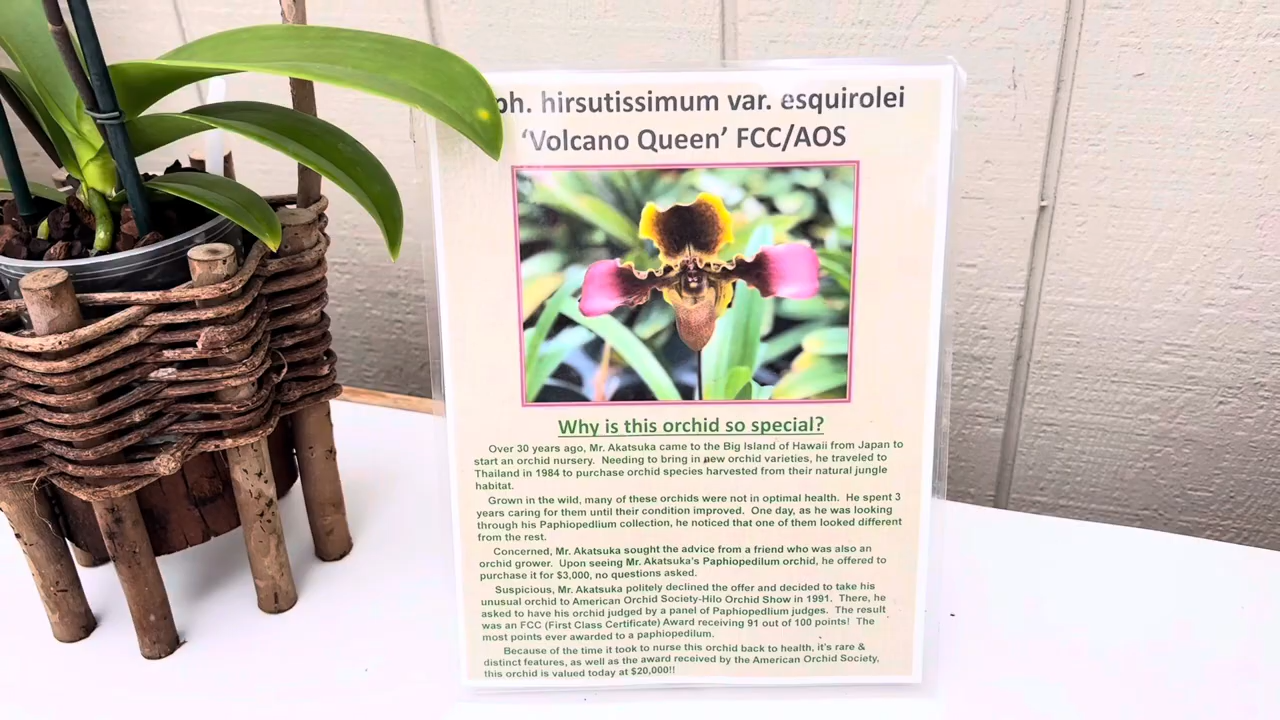 ph. hirsutissimum var. esquirolei
‘Volcano Queen’ FCC/AOS
Why is this orchid so special?
Over 30 years ago, Mr. Akatsuka came to the Big Island of Hawaii from Japan to
start an orchid nursery. Needing to bring in new orchid varieties, he traveled to
Thailand in 1984 to purchase orchid species harvested from their natural jungle
habitat.
Grown in the wild, many of these orchids were not in optimal health. He spent 3
years caring for them until their condition improved. One day, as he was looking
through his Paphiopedlium collection, he noticed that one of them looked different
from the rest.
Concerned, Mr. Akatsuka sought the advice from a friend who was also an
orchid grower. Upon seeing Mr. Akatsuka's Paphiopedilum orchid, he offered to
purchase it for $3,000, no questions asked.
Suspicious, Mr. Akatsuka politely declined the offer and decided to take his
unusual orchid to American Orchid Society-Hilo Orchid Show in 1991. There, he
asked to have his orchid judged by a panel of Paphiopedlium judges. The result
was an FCC (First Class Certificate) Award receiving 91 out of 100 points! The
most points ever awarded to a paphiopedilum.
Because of the time it took to nurse this orchid back to health, it's rare &
distinct features, as well as the award received by the American Orchid Society,
this orchid is valued today at $20,000!!